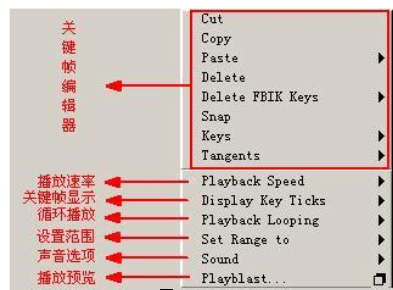 关键帧编辑器
Cut
Copy
Paste
Delete
Delete FBIK Keys
Snap
Keys
Tangents
播放速率 Playback Speed
关键帧显示 Display Key Ticks
循环播放 Playback Looping
设置范围 Set Range to
声音选项 Sound
播放预览 Playblast...